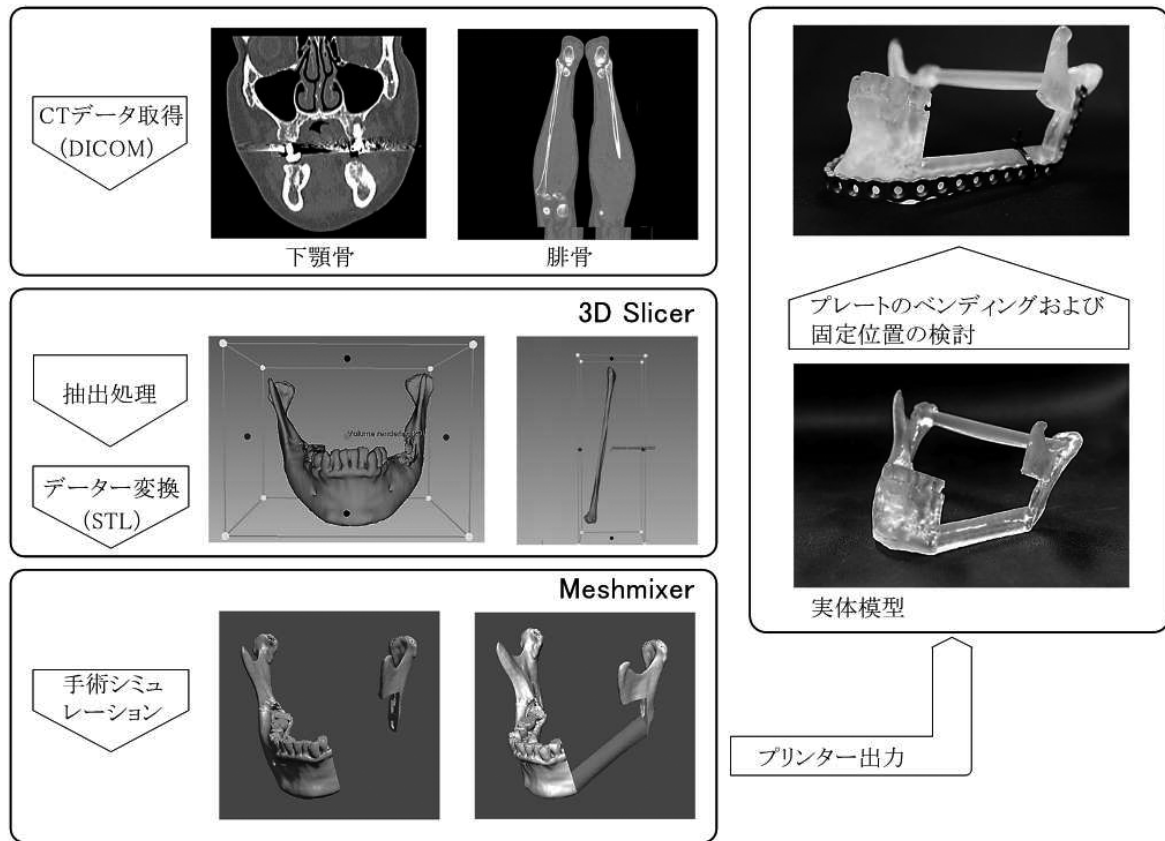 CTデータ取得
(DICOM)
下顎骨
腓骨
3D Slicer
抽出処理
データー変換
(STL)
Meshmixer
手術シミュ
レーション
プリンター出力
実体模型
プレートのベンディングおよび
固定位置の検討